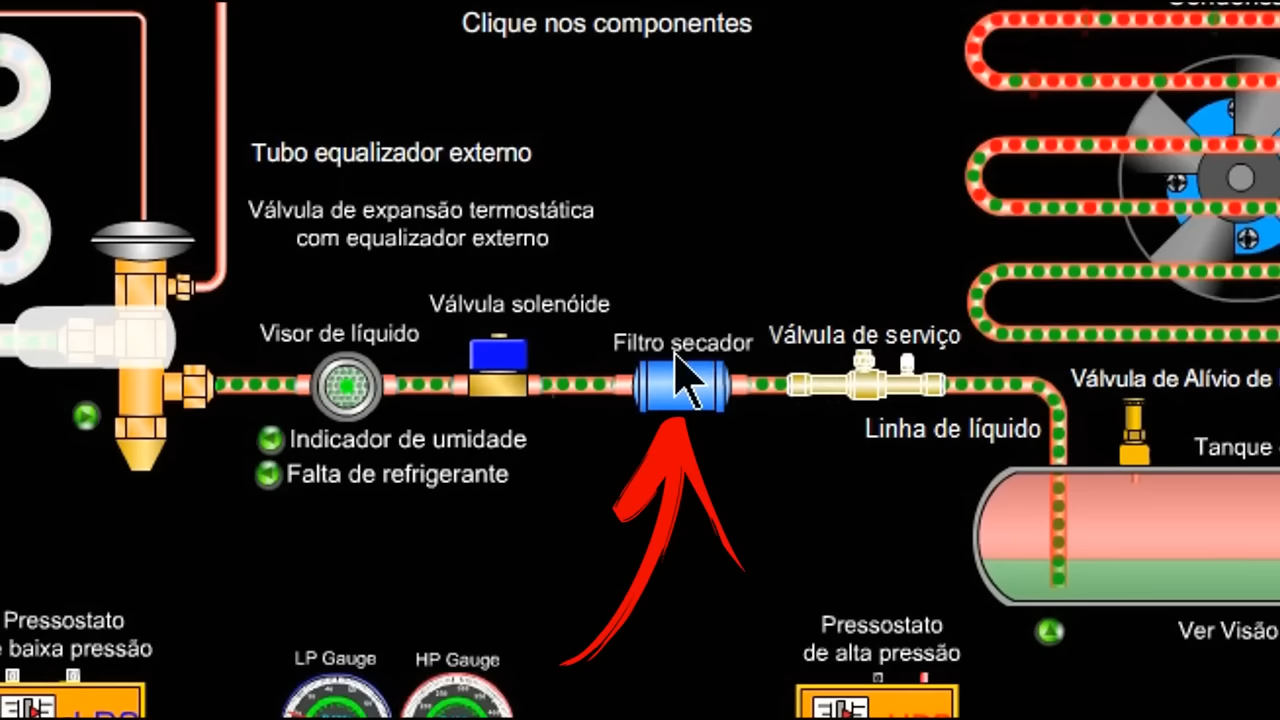 Clique nos componentes
Tubo equalizador externo
Válvula de expansão termostática
com equalizador externo
Válvula solenóide
Visor de líquido
Filtro secador
Válvula de serviço
Válvula de Alívio de
Linha de líquido
Indicador de umidade
Tanque
Falta de refrigerante
Pressostato
baixa pressão
Pressostato
de alta pressão
Ver Visão
LP Gauge
HP Gauge